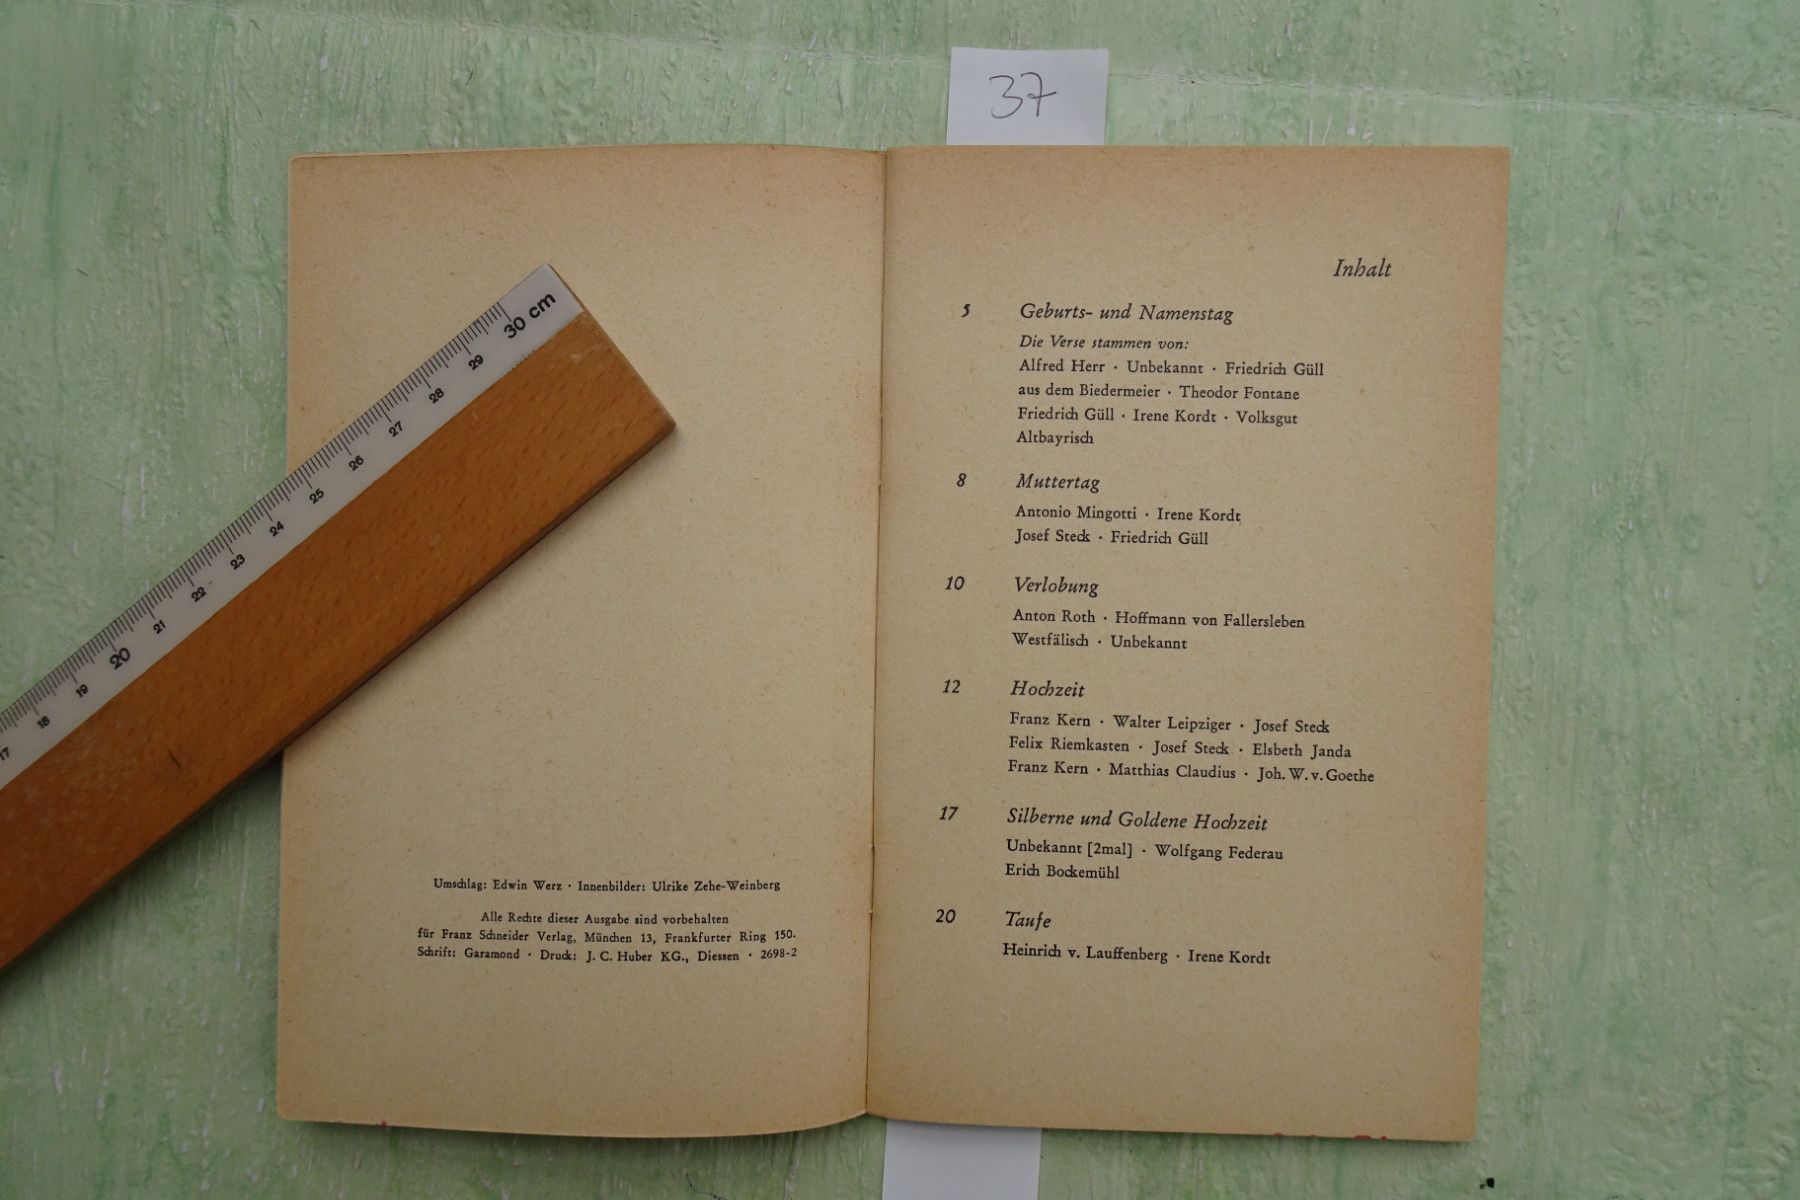 37
30 cm
29
28
27
26
25
24
23
22
21
20
19
18
17
Umschlag: Edwin Werz · Innenbilder: Ulrike Zehe-Weinberg
Alle Rechte dieser Ausgabe sind vorbehalten
für Franz Schneider Verlag, München 13, Frankfurter Ring 150.
Schrift: Garamond · Druck: J. C. Huber KG., Diessen · 2698-2
Inhalt
5 Geburts- und Namenstag
Die Verse stammen von:
Alfred Herr · Unbekannt · Friedrich Güll
aus dem Biedermeier · Theodor Fontane
Friedrich Güll · Irene Kordt · Volksgut
Altbayrisch
8 Muttertag
Antonio Mingotti · Irene Kordt
Josef Steck · Friedrich Güll
10 Verlobung
Anton Roth · Hoffmann von Fallersleben
Westfälisch · Unbekannt
12 Hochzeit
Franz Kern · Walter Leipziger · Josef Steck
Felix Riemkasten · Josef Steck · Elsbeth Janda
Franz Kern · Matthias Claudius · Joh. W. v. Goethe
17 Silberne und Goldene Hochzeit
Unbekannt [2mal] · Wolfgang Federau
Erich Bockemühl
20 Taufe
Heinrich v. Lauffenberg · Irene Kordt